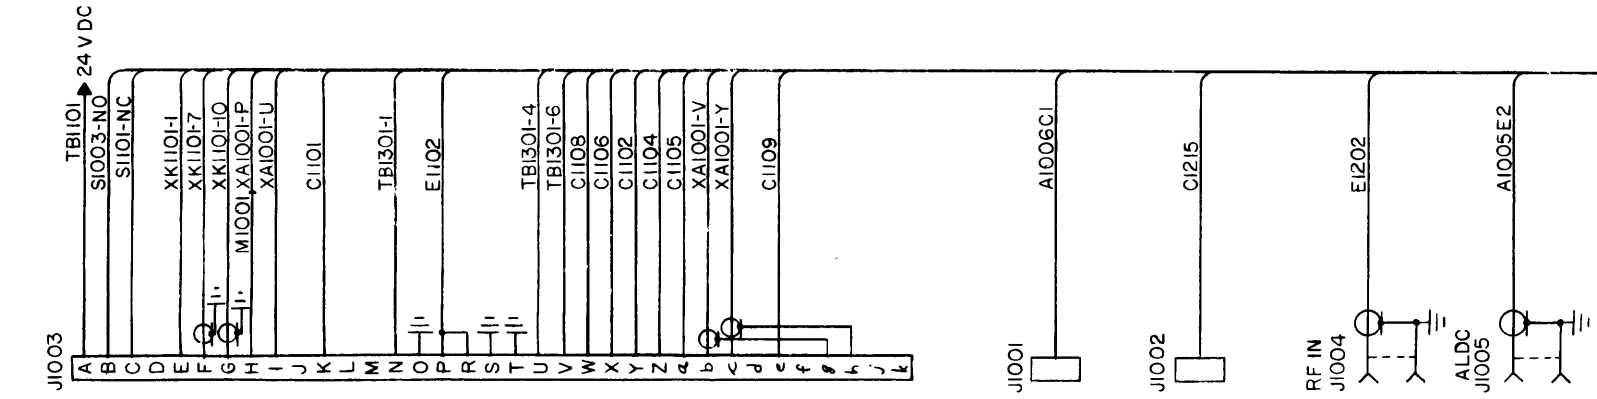 TB1101
24 VDC
S1003-NO
S1101-NC
XK1101-1
XK1101-7
XK1101-10
M1001
XA1001-P
XA1001-U
C1101
TB1301-1
E1102
TB1301-4
TB1301-6
C1108
C1106
C1102
C1104
C1105
XA1001-V
XA1001-Y
C1109
A1006C1
C1215
E1202
A1005E2
J1003
A B C D E F G H I J K L M N O P R S T U V W X Y Z a b c d e f g h j k
J1001
J1002
RF IN
J1004
ALDC
J1005